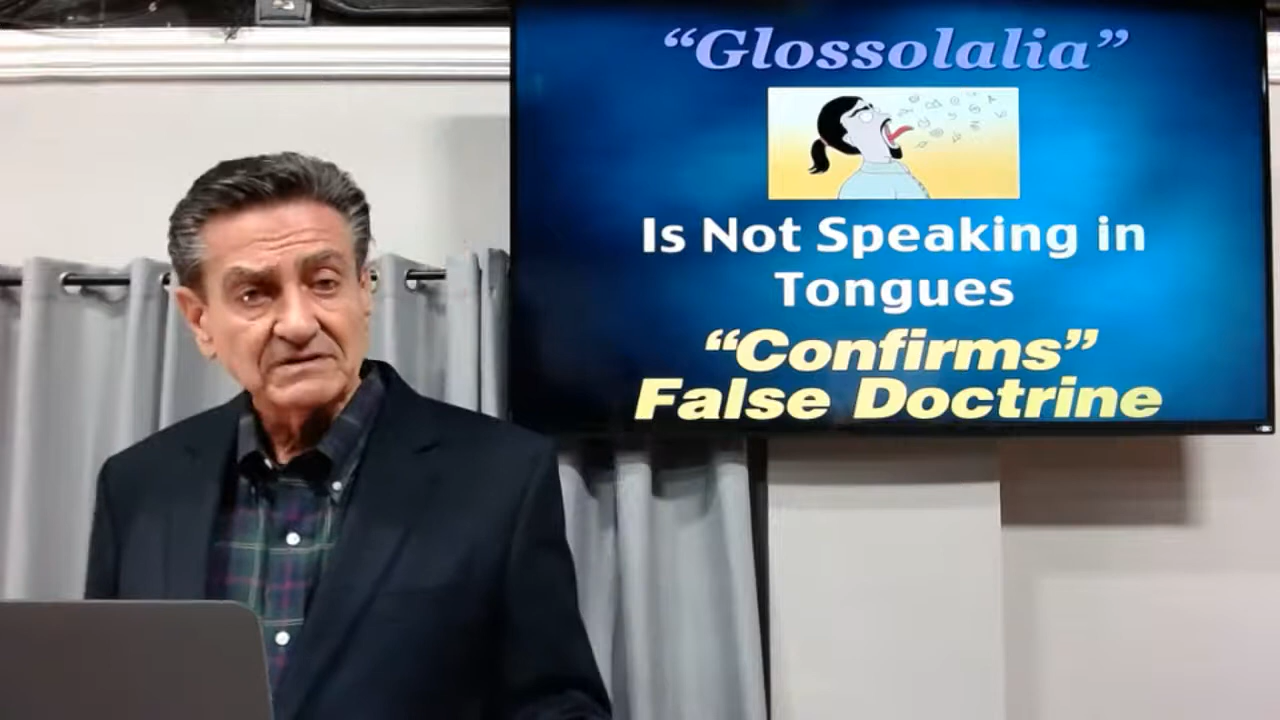 “Glossolalia”
Is Not Speaking in
Tongues
“Confirms”
False Doctrine